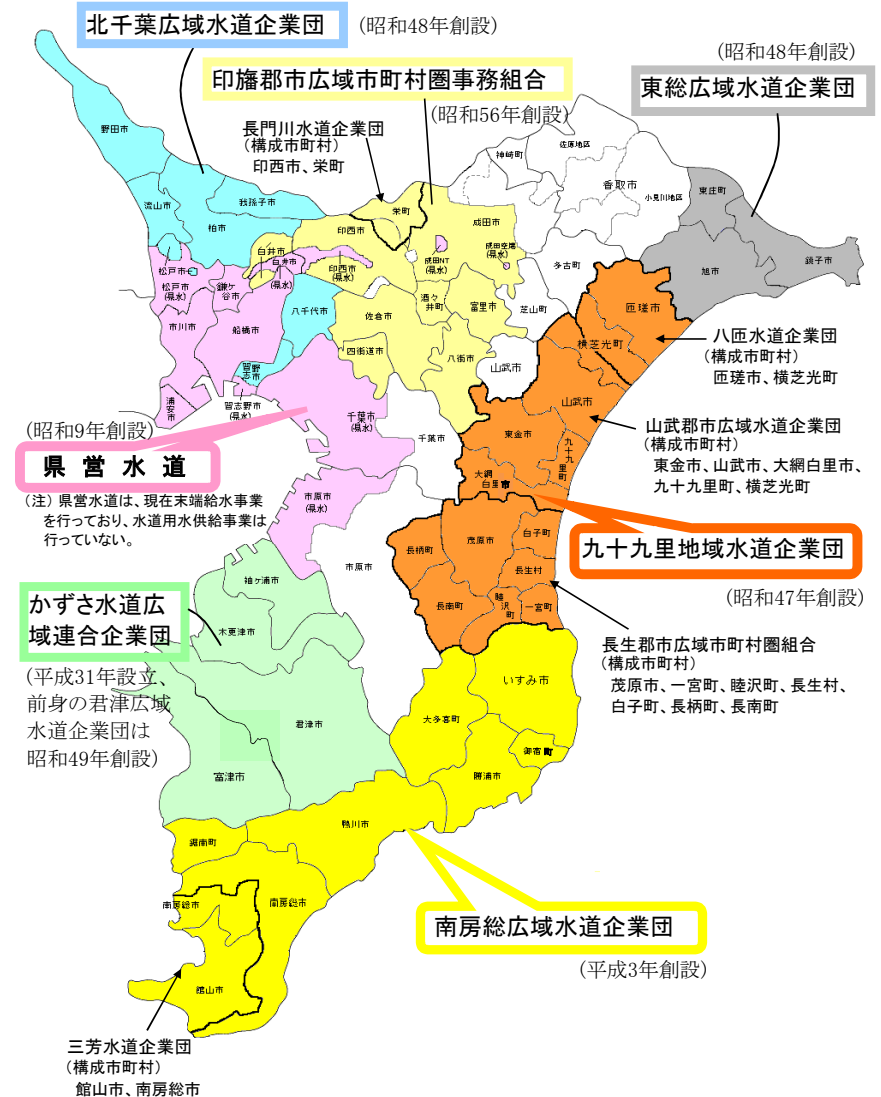 北千葉広域水道企業団
(昭和48年創設)
(昭和48年創設)
印旛郡市広域市町村圏事務組合
東総広域水道企業団
(昭和56年創設)
長門川水道企業団
(構成市町村)
印西市、栄町
野田市
流山市
柏市
我孫子市
神崎町
佐原地区
香取市
小見川地区
東庄町
旭市
銚子市
栄町
印西市
成田市
白井市
白井市
(県水)
印西市
(県水)
成田NT
(県水)
成田空港
(県水)
多古町
松戸市
松戸市
(県水)
鎌ケ
谷市
市川市
船橋市
八千代市
佐倉市
酒々
井町
富里市
芝山町
匝瑳市
横芝光町
四街道市
八街市
山武市
山武市
習野
志市
習志野市
(県水)
浦安市
千葉市
(県水)
千葉市
東金市
九十九
里町
大網
白里市
八匝水道企業団
(構成市町村)
匝瑳市、横芝光町
山武郡市広域水道企業団
(構成市町村)
東金市、山武市、大網白里市、
九十九里町、横芝光町
(昭和9年創設)
県営水道
(注) 県営水道は、現在末端給水事業
を行っており、水道用水供給事業は
行っていない。
市原市
(県水)
市原市
長柄町
茂原市
白子町
長生村
長南町
睦沢町
一宮町
九十九里地域水道企業団
(昭和47年創設)
長生郡市広域市町村圏組合
(構成市町村)
茂原市、一宮町、睦沢町、長生村、
白子町、長柄町、長南町
かずさ水道広
域連合企業団
(平成31年設立、
前身の君津広域
水道企業団は
昭和49年創設)
袖ヶ浦市
木更津市
君津市
富津市
いすみ市
大多喜町
御宿町
勝浦市
鴨川市
鋸南町
南房総市
南房総市
館山市
南房総広域水道企業団
(平成3年創設)
三芳水道企業団
(構成市町村)
館山市、南房総市